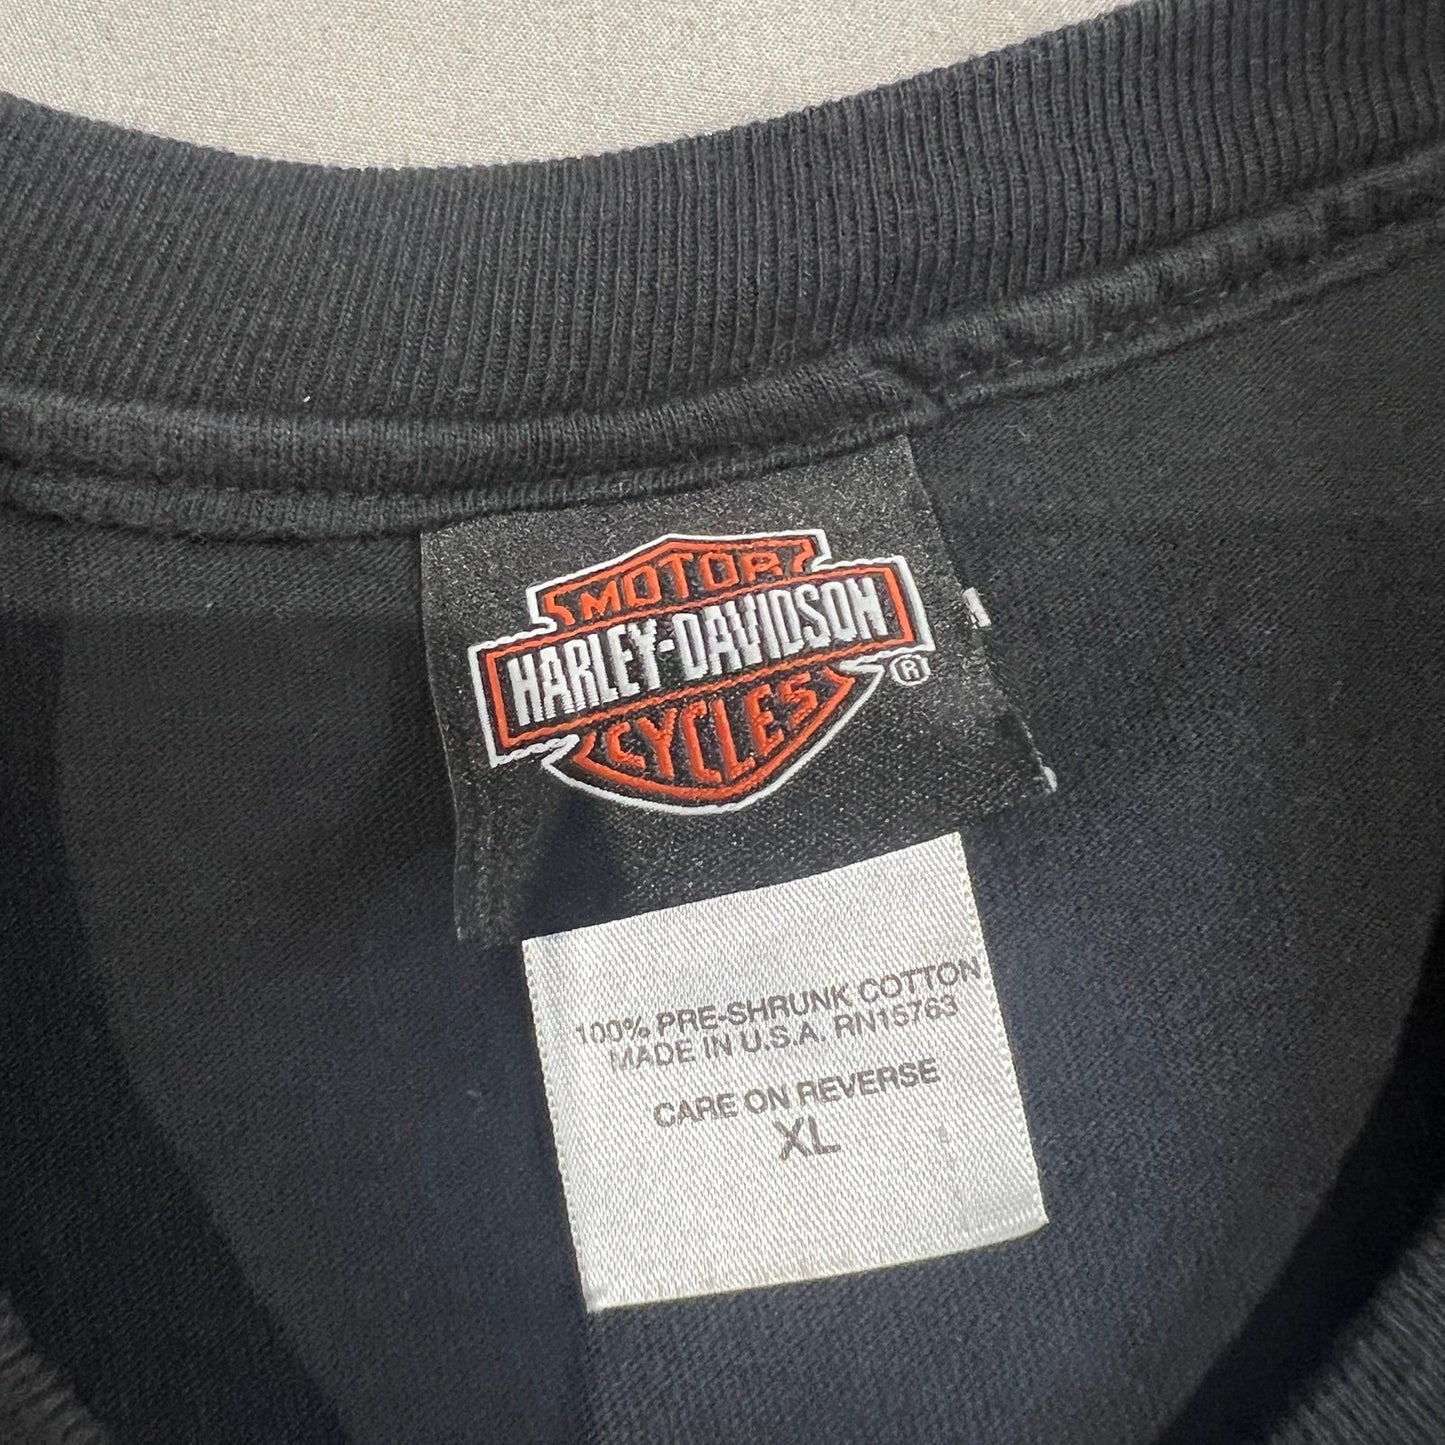 MOTOR
HARLEY-DAVIDSON
CYCLES
®
100% PRE-SHRUNK COTTON
MADE IN U.S.A. RN15763
CARE ON REVERSE
XL